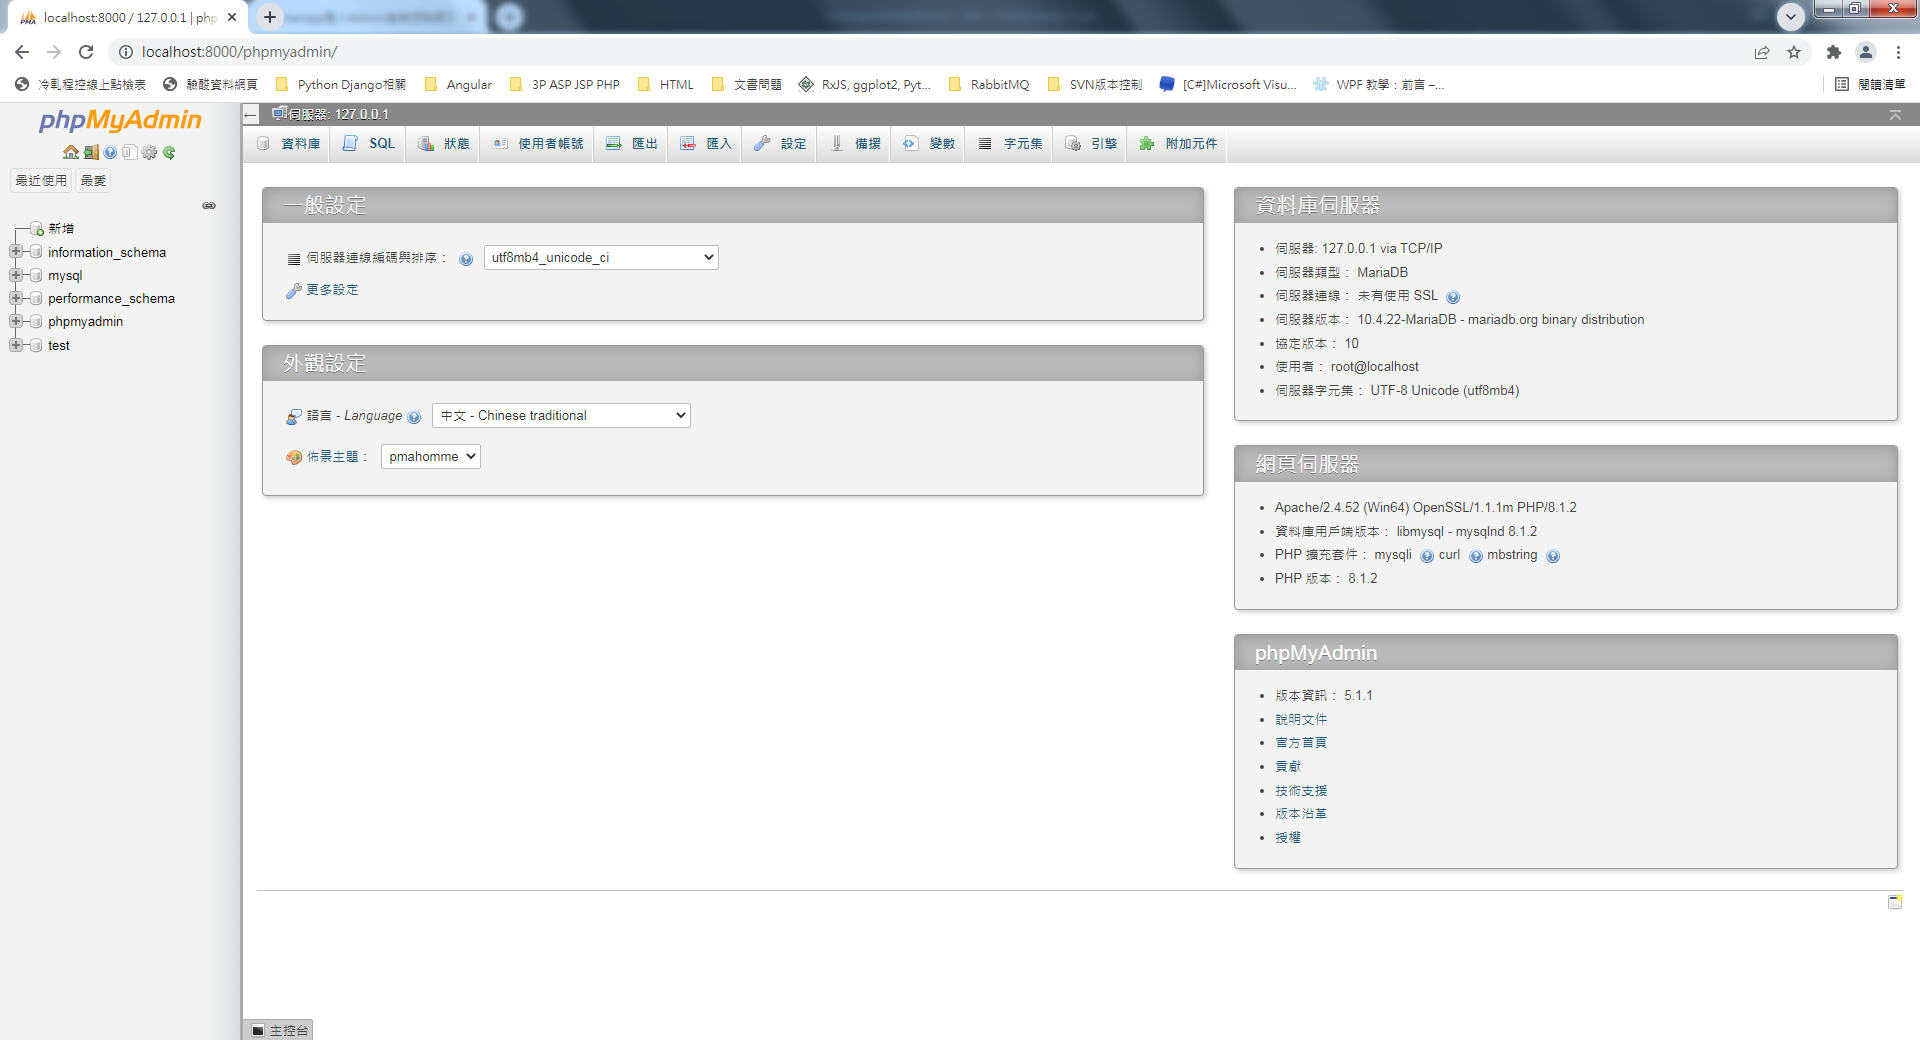 localhost:8000 / 127.0.0.1 | php
localhost:8000/phpmyadmin/
冷軋程控線上點檢表
驗酸資料網頁
Python Django相關
Angular
3P ASP JSP PHP
HTML
文書問題
RxJS, ggplot2, Pyt...
RabbitMQ
SVN版本控制
[C#]Microsoft Visu...
WPF 教學：前言 –...
閱讀清單
phpMyAdmin
伺服器: 127.0.0.1
資料庫
SQL
狀態
使用者帳號
匯出
匯入
設定
備援
變數
字元集
引擎
附加元件
最近使用
最愛
新增
information_schema
mysql
performance_schema
phpmyadmin
test
一般設定
伺服器連線編碼與排序：
utf8mb4_unicode_ci
更多設定
外觀設定
語言 - Language
中文 - Chinese traditional
佈景主題：
pmahomme
資料庫伺服器
伺服器: 127.0.0.1 via TCP/IP
伺服器類型： MariaDB
伺服器連線： 未有使用 SSL
伺服器版本： 10.4.22-MariaDB - mariadb.org binary distribution
協定版本： 10
使用者： root@localhost
伺服器字元集： UTF-8 Unicode (utf8mb4)
網頁伺服器
Apache/2.4.52 (Win64) OpenSSL/1.1.1m PHP/8.1.2
資料庫用戶端版本： libmysql - mysqlnd 8.1.2
PHP 擴充套件： mysqli curl mbstring
PHP 版本： 8.1.2
phpMyAdmin
版本資訊： 5.1.1
說明文件
官方首頁
貢獻
技術支援
版本沿革
授權
主控台